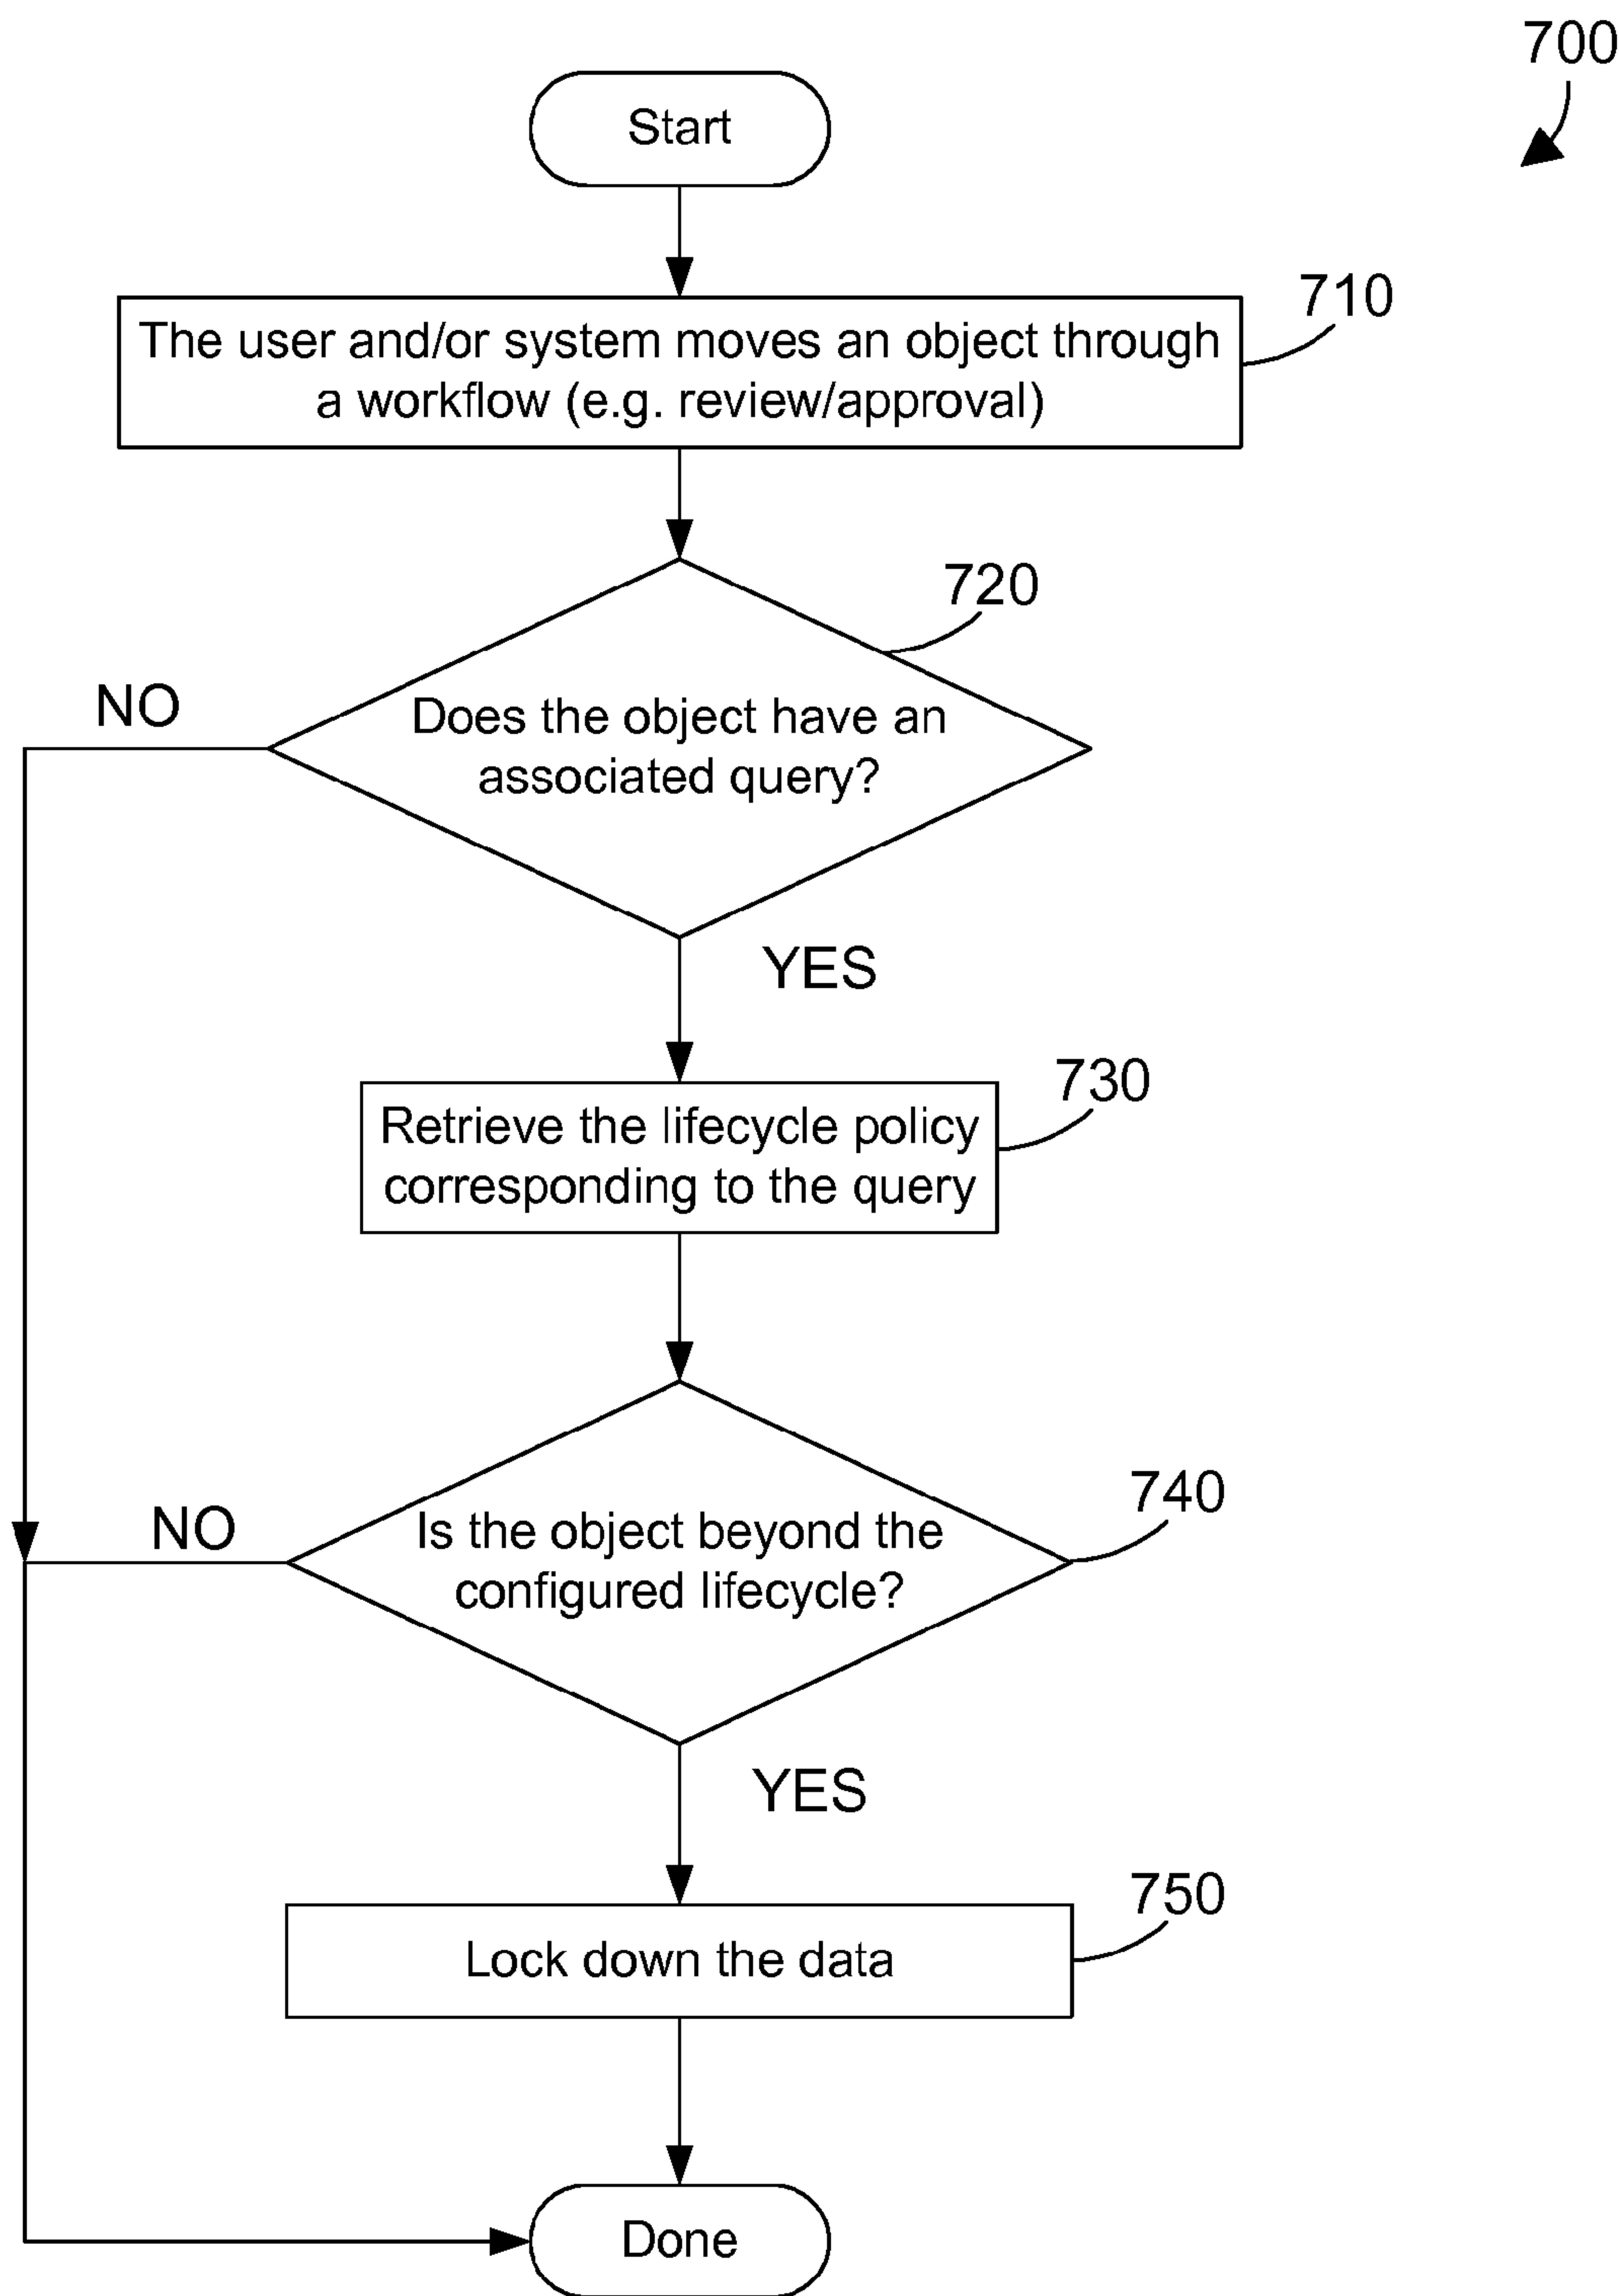 700
Start
710
The user and/or system moves an object through
a workflow (e.g. review/approval)
720
NO
Does the object have an
associated query?
YES
730
Retrieve the lifecycle policy
corresponding to the query
740
NO
Is the object beyond the
configured lifecycle?
YES
750
Lock down the data
Done